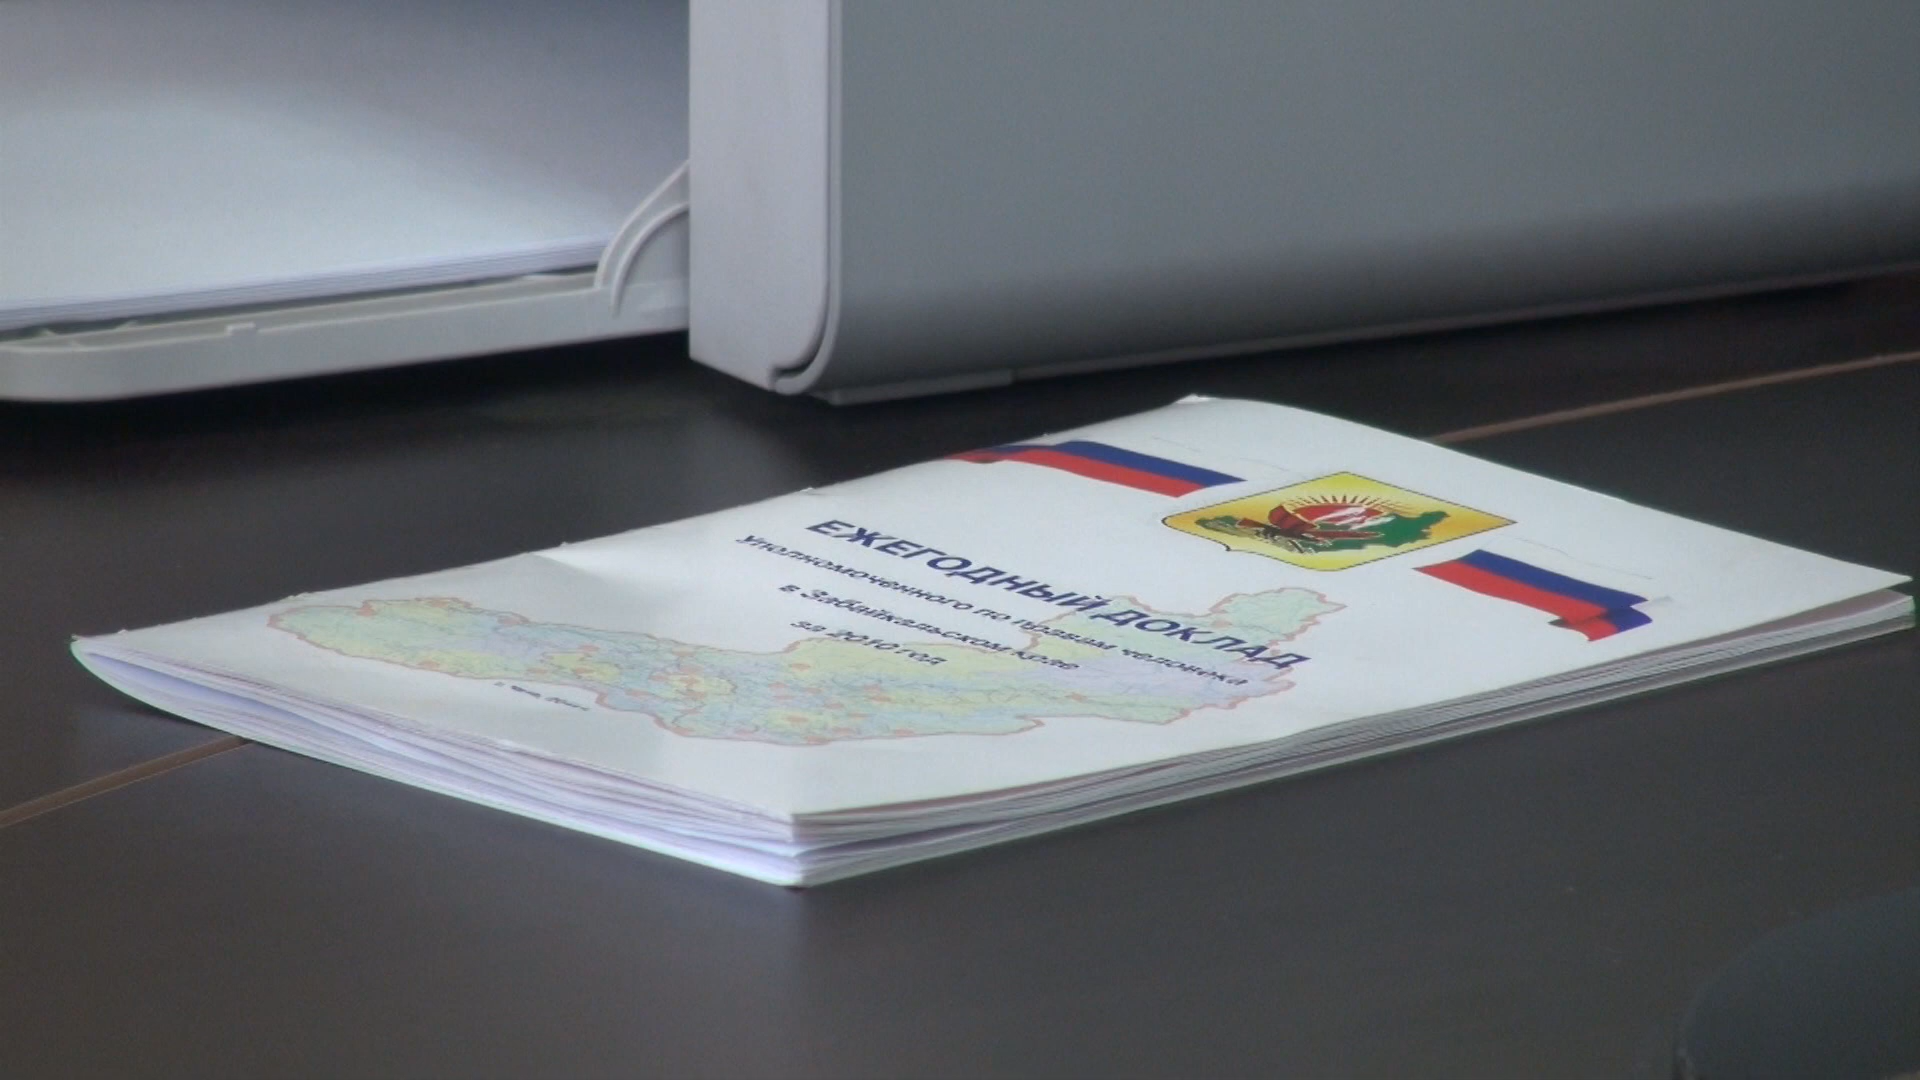 ЕЖЕГОДНЫЙ ДОКЛАД
Уполномоченного по правам человека
в Забайкальском крае
за 2010 год